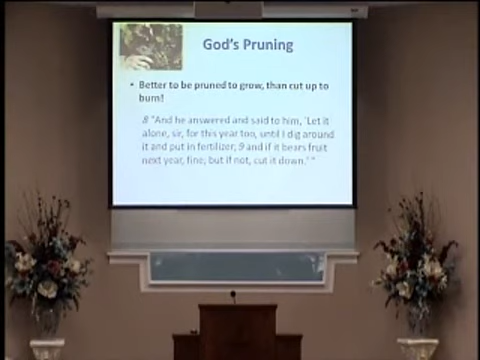 God's Pruning
• Better to be pruned to grow, than cut up to
burn!
8 "And he answered and said to him, 'Let it
alone, sir, for this year too, until I dig around
it and put in fertilizer; 9 and if it bears fruit
next year, fine; but if not, cut it down.' "